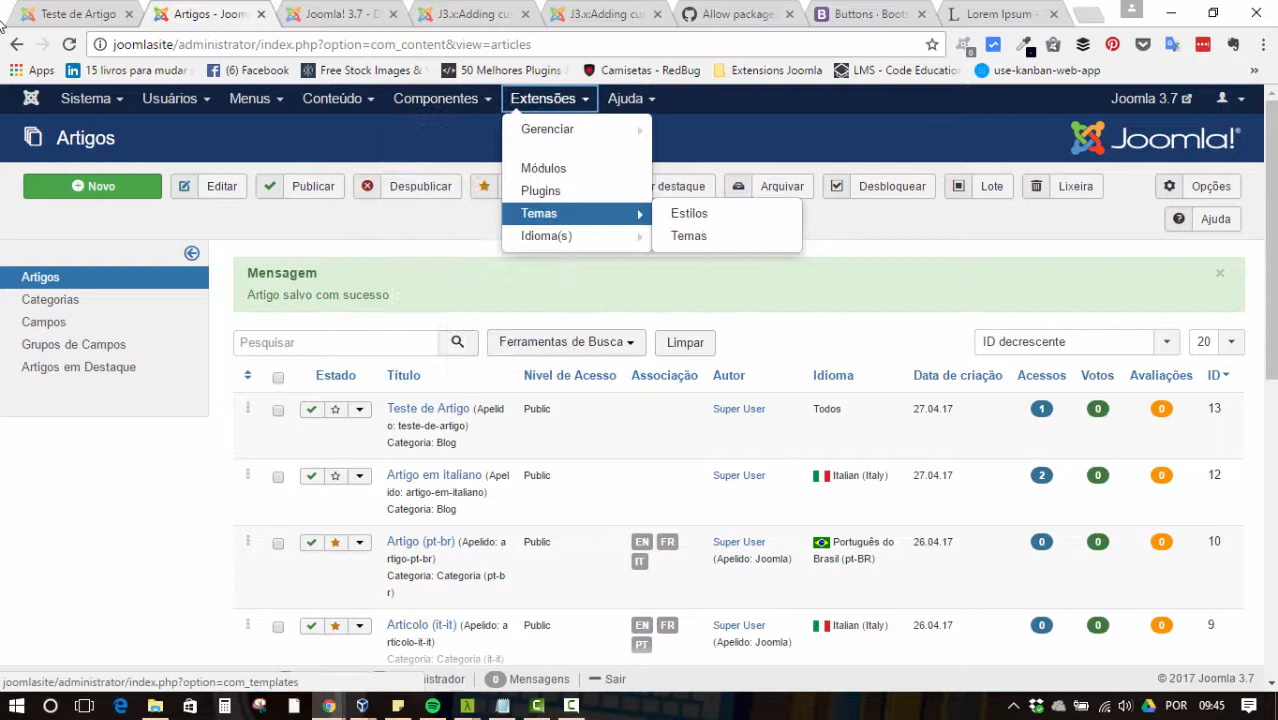 Teste de Artigo
Artigos - Joom
Joomla! 3.7 - D
J3.x:Adding cus
J3.x:Adding cus
Allow package
Buttons · Boots
Lorem Ipsum -
joomlasite/administrator/index.php?option=com_content&view=articles
Apps
15 livros para mudar
(6) Facebook
Free Stock Images &
50 Melhores Plugins
Camisetas - RedBug
Extensions Joomla
LMS - Code Education
use-kanban-web-app
Sistema
Usuários
Menus
Conteúdo
Componentes
Extensões
Ajuda
Joomla 3.7
Artigos
Joomla!
Gerenciar
Módulos
Plugins
Temas
Idioma(s)
Estilos
Temas
Novo
Editar
Publicar
Despublicar
destaque
Arquivar
Desbloquear
Lote
Lixeira
Opções
Ajuda
Artigos
Categorias
Campos
Grupos de Campos
Artigos em Destaque
Mensagem
Artigo salvo com sucesso
Pesquisar
Ferramentas de Busca
Limpar
ID decrescente
20
Estado
Título
Nível de Acesso
Associação
Autor
Idioma
Data de criação
Acessos
Votos
Avaliações
ID
Teste de Artigo (Apelid
o: teste-de-artigo)
Categoria: Blog
Public
Super User
Todos
27.04.17
1
0
0
13
Artigo em italiano (Apel
ido: artigo-em-italiano)
Categoria: Blog
Public
Super User
Italian (Italy)
27.04.17
2
0
0
12
Artigo (pt-br) (Apelido: a
rtigo-pt-br)
Categoria: Categoria (pt-b
r)
Public
EN FR
IT
Super User
(Apelido: Joomla)
Português do
Brasil (pt-BR)
26.04.17
0
0
0
10
Articolo (it-it) (Apelido: a
rticolo-it-it)
Categoria: Categoria (it-it)
Public
EN FR
PT
Super User
(Apelido: Joomla)
Italian (Italy)
26.04.17
0
0
0
9
joomlasite/administrator/index.php?option=com_templates
ministrador
0 Mensagens
Sair
© 2017 Joomla 3.7
POR
09:45